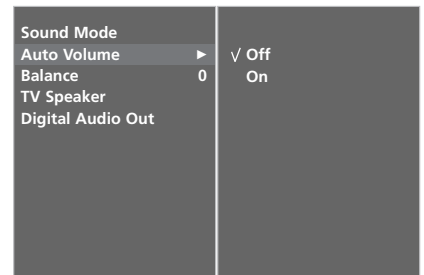 Sound Mode
Auto Volume ► √ Off
Balance 0 On
TV Speaker
Digital Audio Out